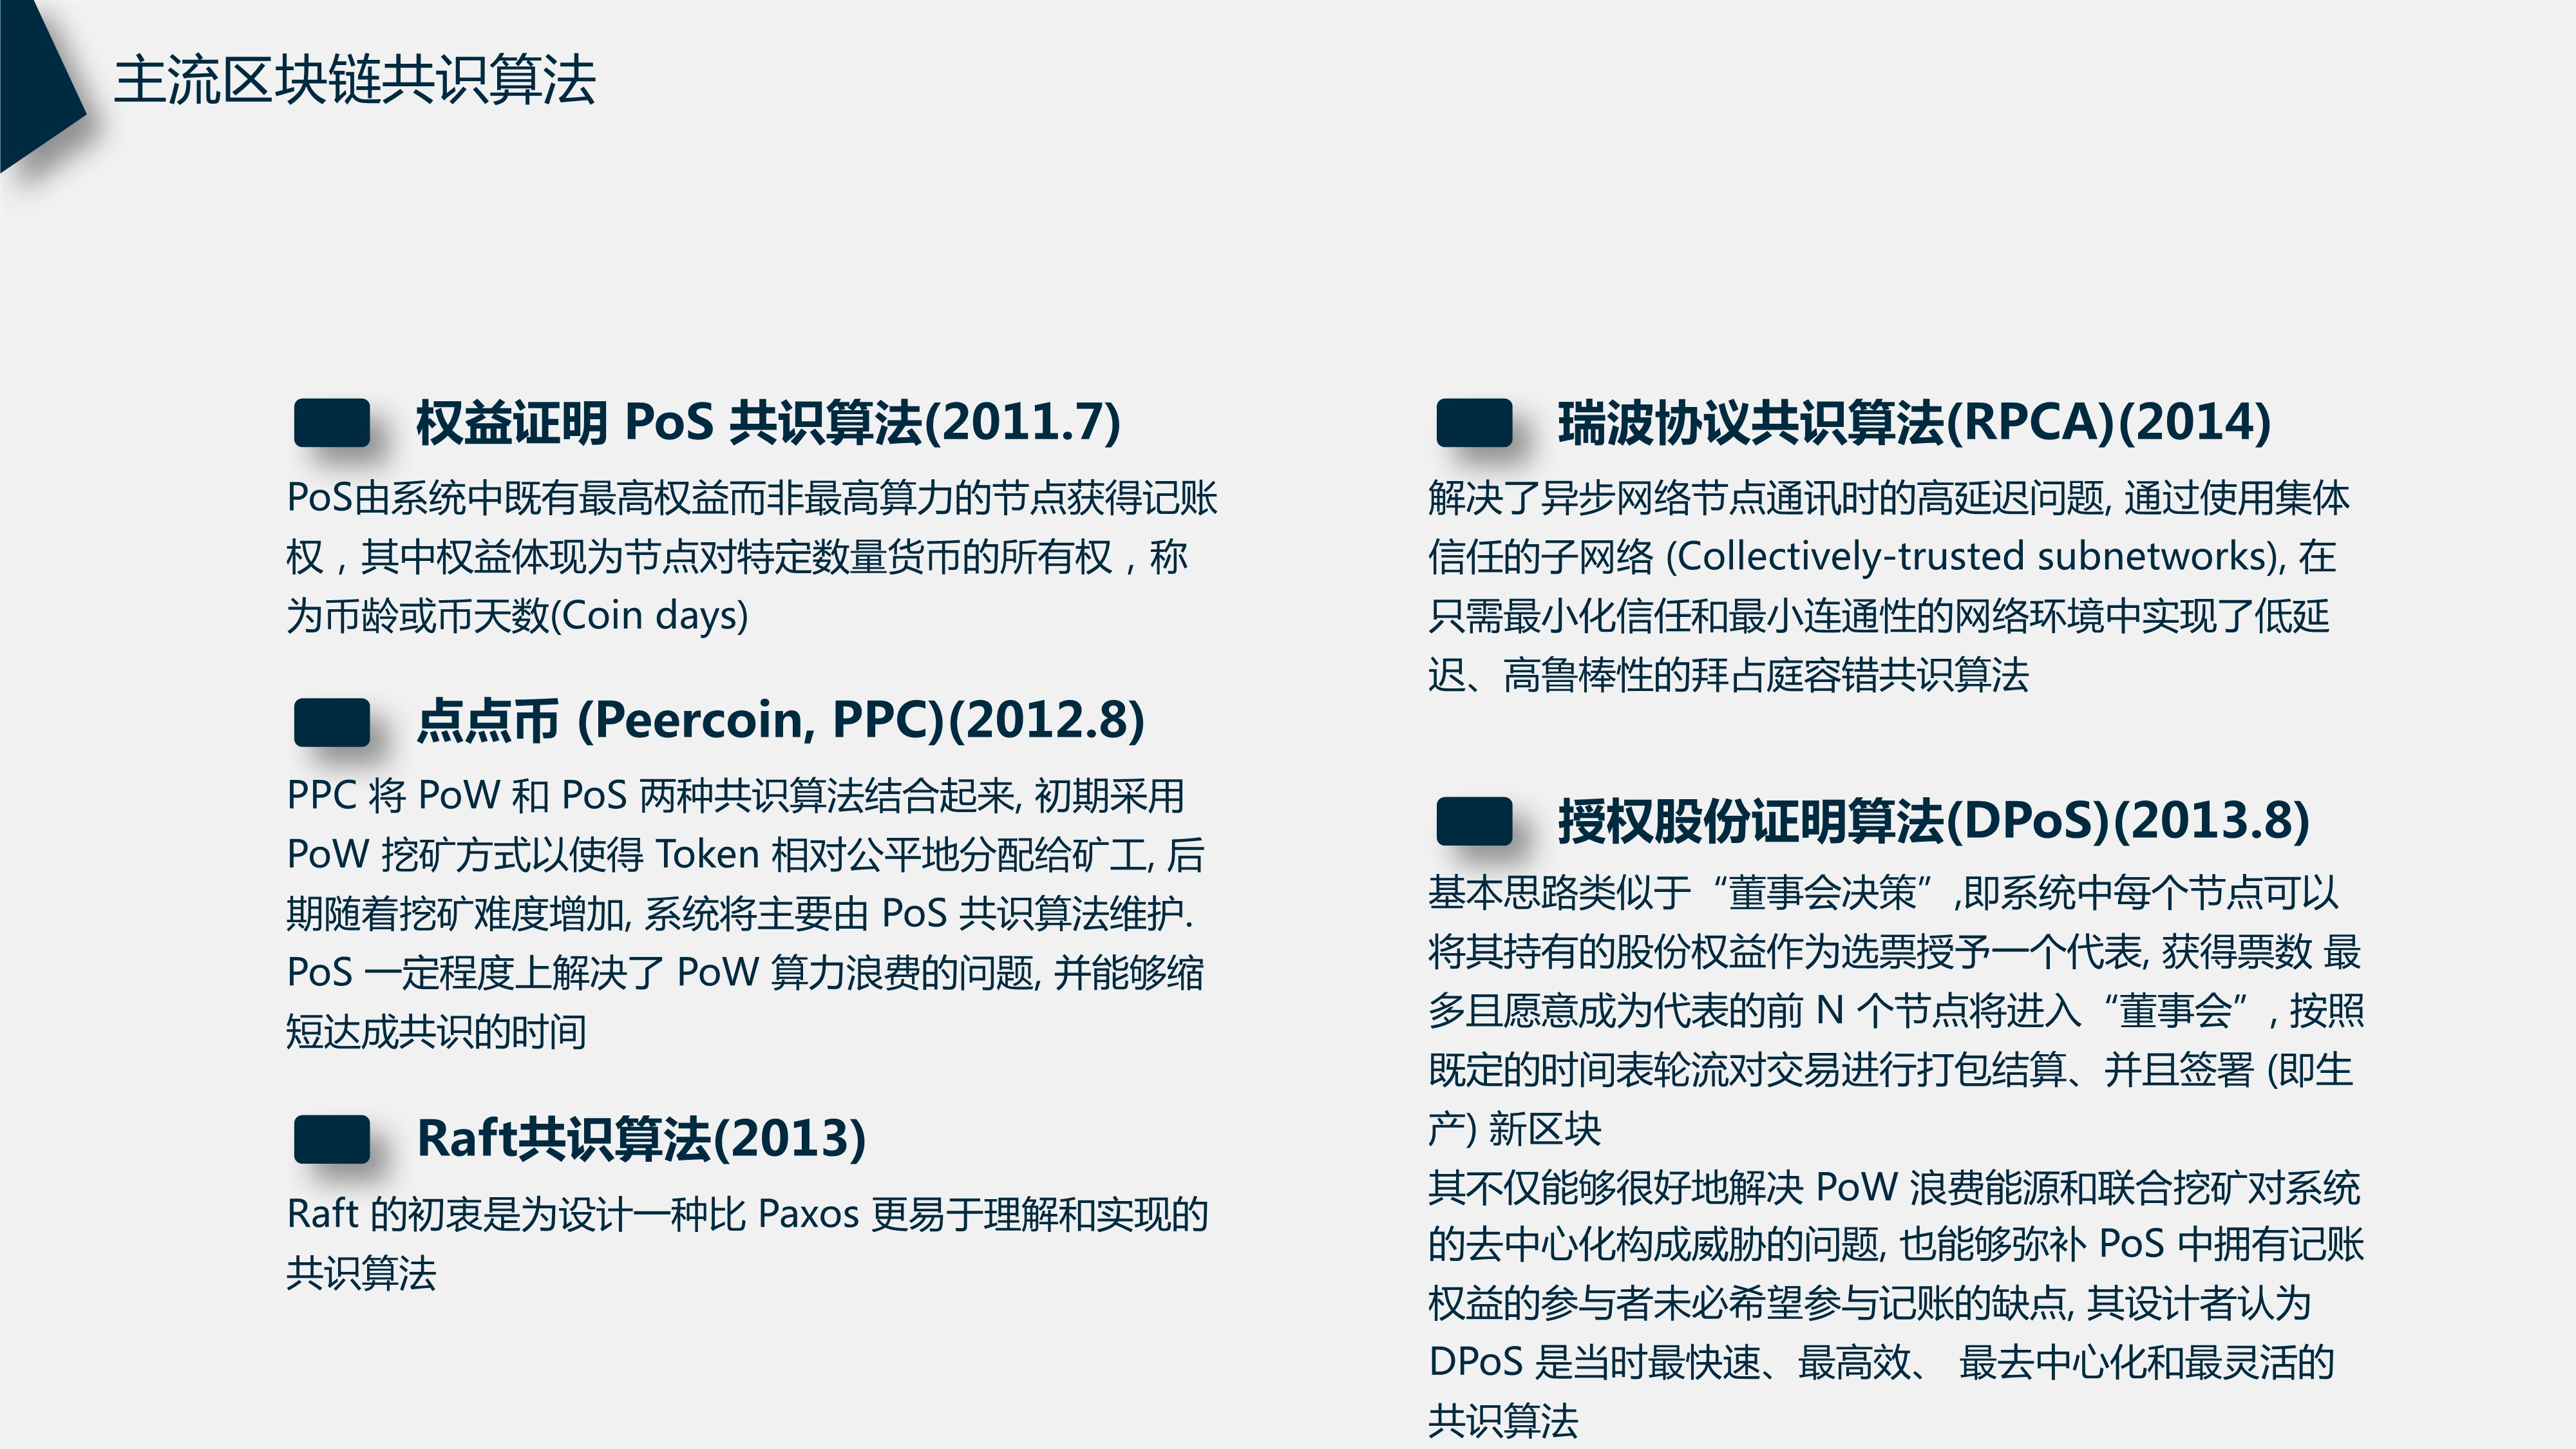 主流区块链共识算法
权益证明 PoS 共识算法(2011.7)
PoS由系统中既有最高权益而非最高算力的节点获得记账
权，其中权益体现为节点对特定数量货币的所有权，称
为币龄或币天数(Coin days)
点点币 (Peercoin, PPC)(2012.8)
PPC 将 PoW 和 PoS 两种共识算法结合起来, 初期采用
PoW 挖矿方式以使得 Token 相对公平地分配给矿工, 后
期随着挖矿难度增加, 系统将主要由 PoS 共识算法维护.
PoS 一定程度上解决了 PoW 算力浪费的问题, 并能够缩
短达成共识的时间
Raft共识算法(2013)
Raft 的初衷是为设计一种比 Paxos 更易于理解和实现的
共识算法
瑞波协议共识算法(RPCA)(2014)
解决了异步网络节点通讯时的高延迟问题, 通过使用集体
信任的子网络 (Collectively-trusted subnetworks), 在
只需最小化信任和最小连通性的网络环境中实现了低延
迟、高鲁棒性的拜占庭容错共识算法
授权股份证明算法(DPoS)(2013.8)
基本思路类似于“董事会决策”,即系统中每个节点可以
将其持有的股份权益作为选票授予一个代表, 获得票数 最
多且愿意成为代表的前 N 个节点将进入“董事会”, 按照
既定的时间表轮流对交易进行打包结算、并且签署 (即生
产) 新区块
其不仅能够很好地解决 PoW 浪费能源和联合挖矿对系统
的去中心化构成威胁的问题, 也能够弥补 PoS 中拥有记账
权益的参与者未必希望参与记账的缺点, 其设计者认为
DPoS 是当时最快速、最高效、 最去中心化和最灵活的
共识算法